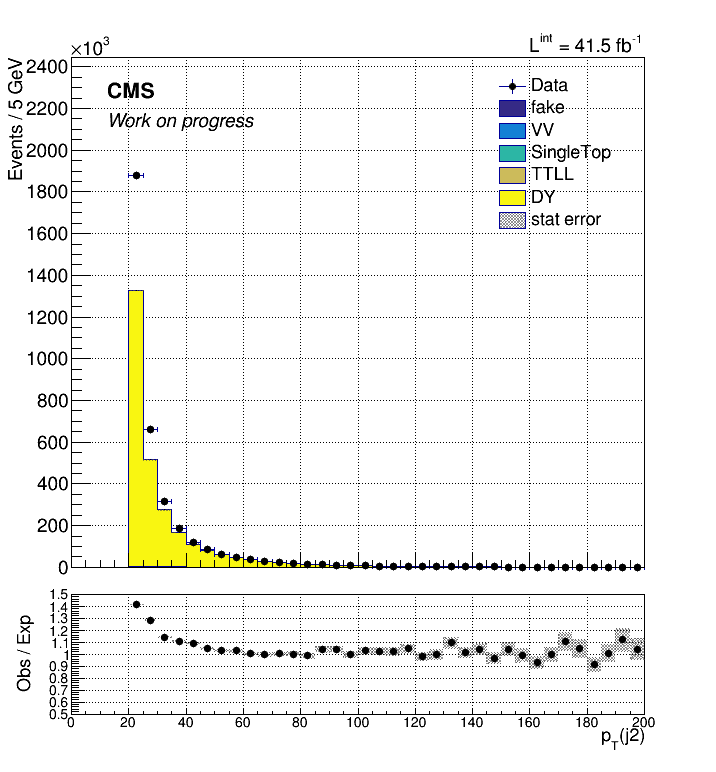 ×10³
L^int = 41.5 fb⁻¹
Events / 5 GeV
2400
2200
2000
1800
1600
1400
1200
1000
800
600
400
200
0
CMS
Work on progress
Data
fake
VV
SingleTop
TTLL
DY
stat error
Obs / Exp
1.5
1.4
1.3
1.2
1.1
1
0.9
0.8
0.7
0.6
0.5
0 20 40 60 80 100 120 140 160 180 200
p_T(j2)